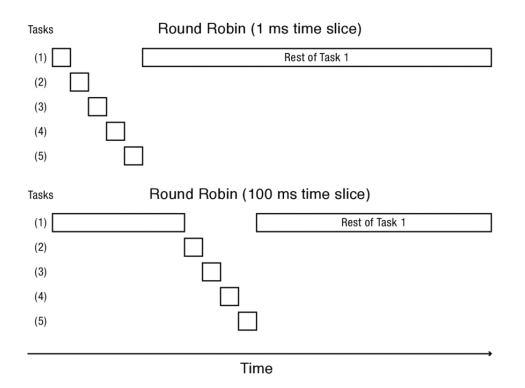 Tasks Round Robin (1 ms time slice)
(1) Rest of Task 1
(2)
(3)
(4)
(5)
Tasks Round Robin (100 ms time slice)
(1) Rest of Task 1
(2)
(3)
(4)
(5)
Time